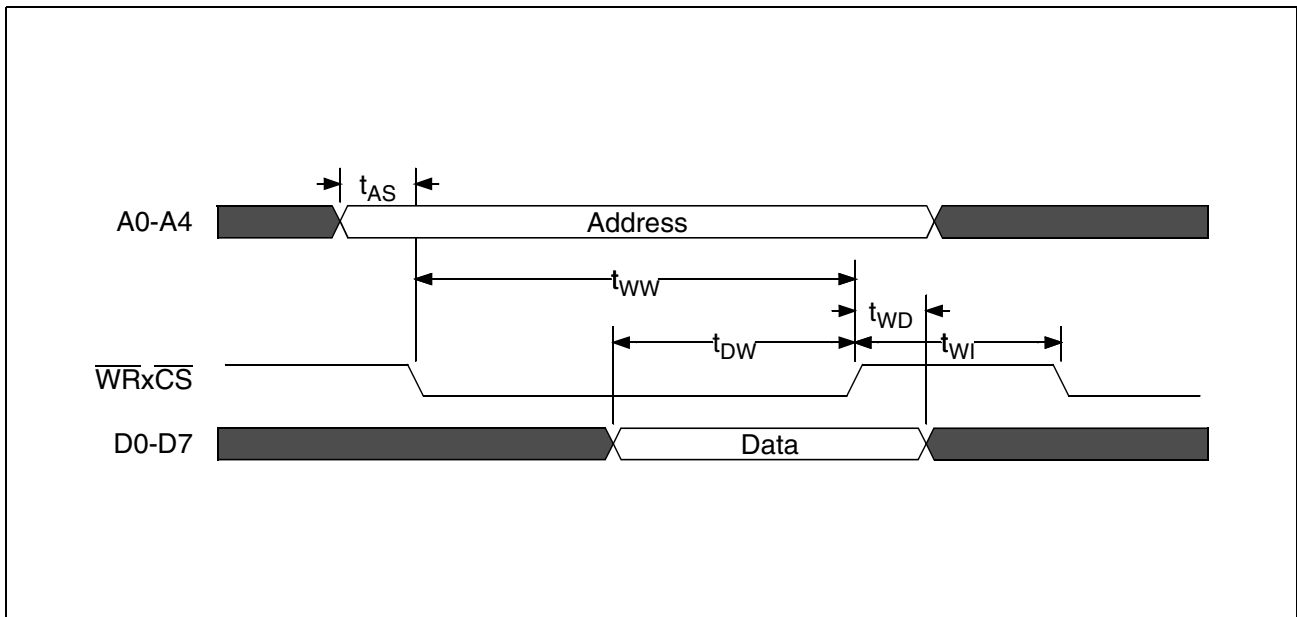 tAS
A0-A4 Address
tWW
tWD
tDW tWI
WRxCS
D0-D7 Data